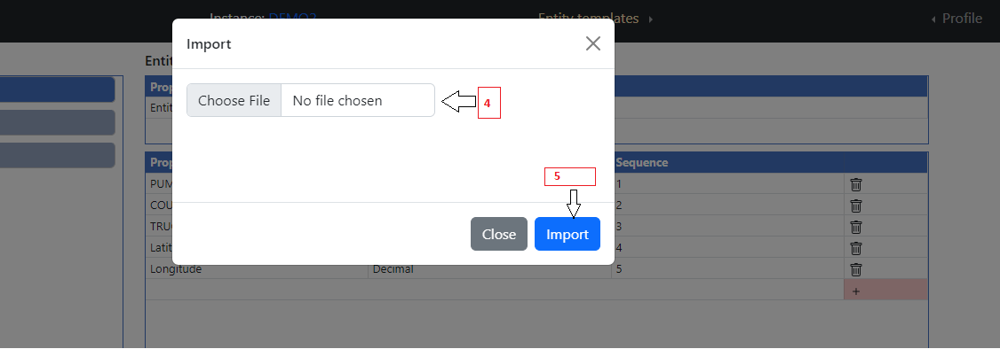 Instance: DEMO2 Entity templates Profile
Import
Entit
Prop
Choose File No file chosen 4
Entit
Prop Sequence
5
PUM 1
COU 2
TRUC 3
Close Import
Latit 4
Longitude Decimal 5
+